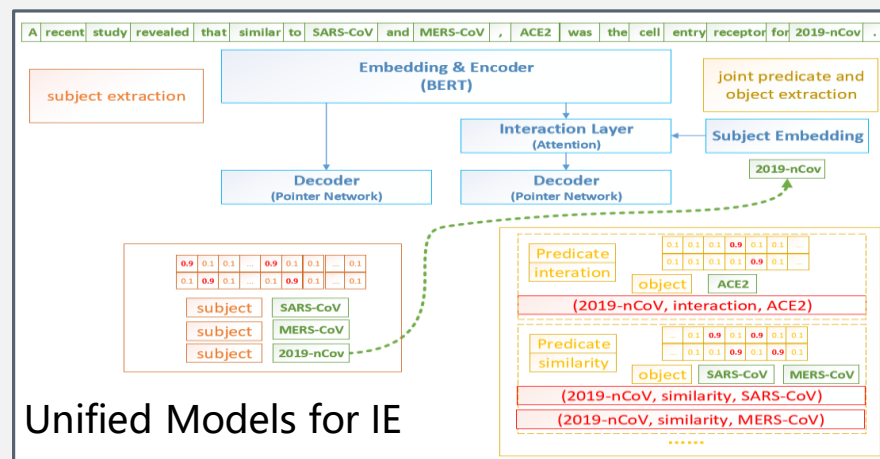 A recent study revealed that similar to SARS-CoV and MERS-CoV , ACE2 was the cell entry receptor for 2019-nCov .
subject extraction
Embedding & Encoder
(BERT)
joint predicate and
object extraction
Interaction Layer
(Attention)
Subject Embedding
2019-nCov
Decoder
(Pointer Network)
Decoder
(Pointer Network)
0.9 0.1 0.1 ... 0.9 0.1 0.1 ... 0.1
0.1 0.9 0.1 ... 0.1 0.9 0.1 ... 0.1
subject SARS-CoV
subject MERS-CoV
subject 2019-nCov
Predicate
interation
0.1 0.1 0.1 0.9 0.1 0.1 ...
0.1 0.1 0.1 0.1 0.9 0.1 ...
object ACE2
(2019-nCoV, interaction, ACE2)
Predicate
similarity
... 0.1 0.9 0.1 0.9 0.1 0.1
... 0.1 0.1 0.9 0.1 0.9 0.1
object SARS-CoV MERS-CoV
(2019-nCoV, similarity, SARS-CoV)
(2019-nCoV, similarity, MERS-CoV)
......
Unified Models for IE